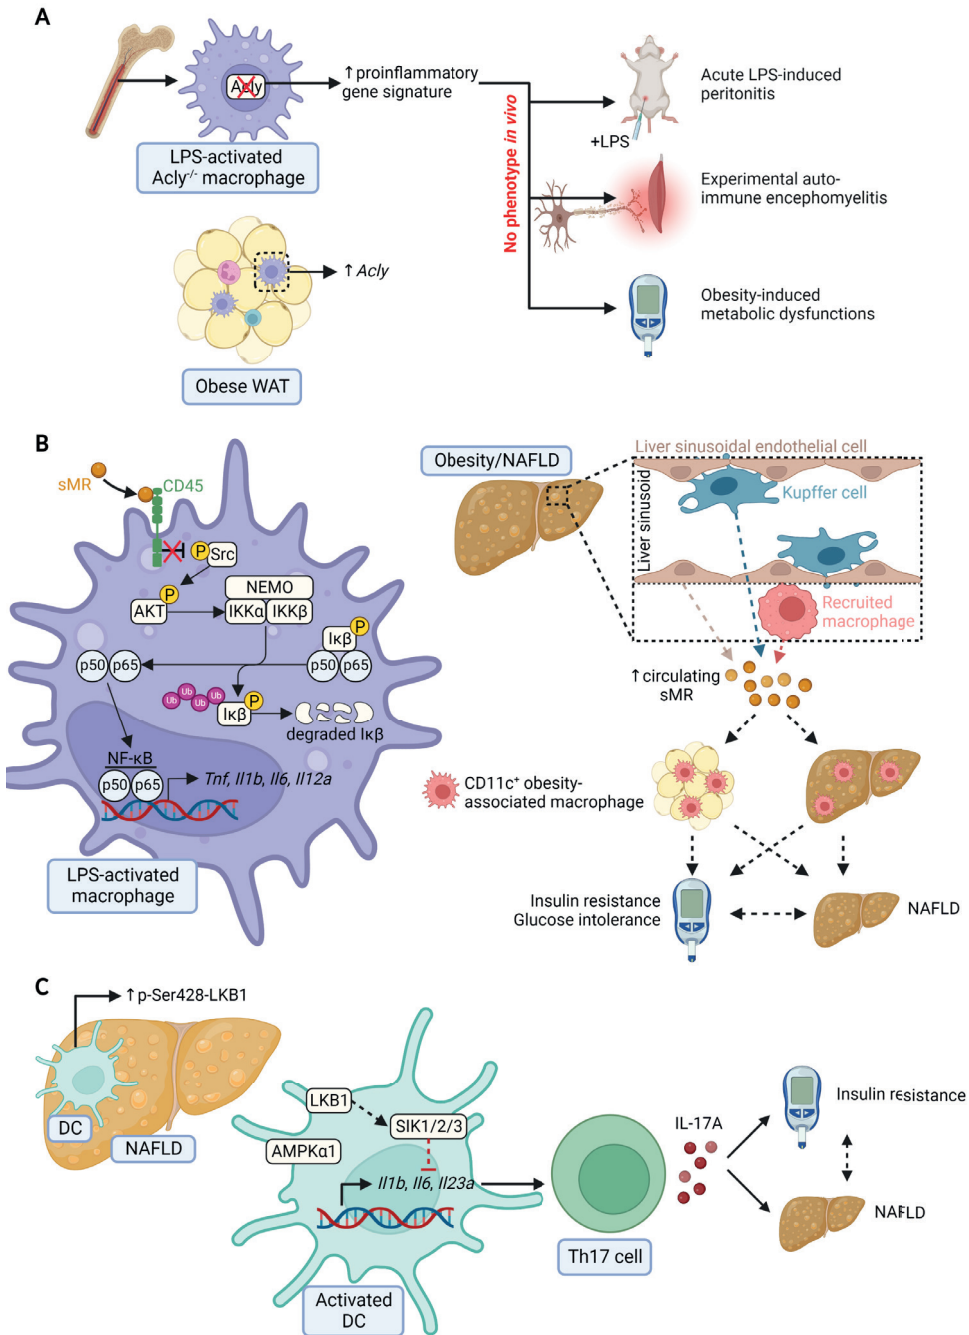 A
Acly
↑ proinflammatory
gene signature
LPS-activated
Acly-/- macrophage
No phenotype in vivo
+LPS
Acute LPS-induced
peritonitis
Experimental auto-
immune encephomyelitis
↑ Acly
Obesity-induced
metabolic dysfunctions
Obese WAT
B
sMR
CD45
P
Src
P
AKT
NEMO
IKKα
IKKβ
Iκβ
P
p50
p65
p50
p65
Ub
Ub
Ub
Ub
Iκβ
P
degraded Iκβ
NF-κB
p50
p65
Tnf, Il1b, Il6, Il12a
LPS-activated
macrophage
Obesity/NAFLD
Liver sinusoidal endothelial cell
Liver sinusoid
Kupffer cell
Recruited
macrophage
↑ circulating
sMR
CD11c+ obesity-
associated macrophage
Insulin resistance
Glucose intolerance
NAFLD
C
↑ p-Ser428-LKB1
DC
NAFLD
LKB1
SIK1/2/3
AMPKα1
Il1b, Il6, Il23a
Activated
DC
Th17 cell
IL-17A
Insulin resistance
NAFLD